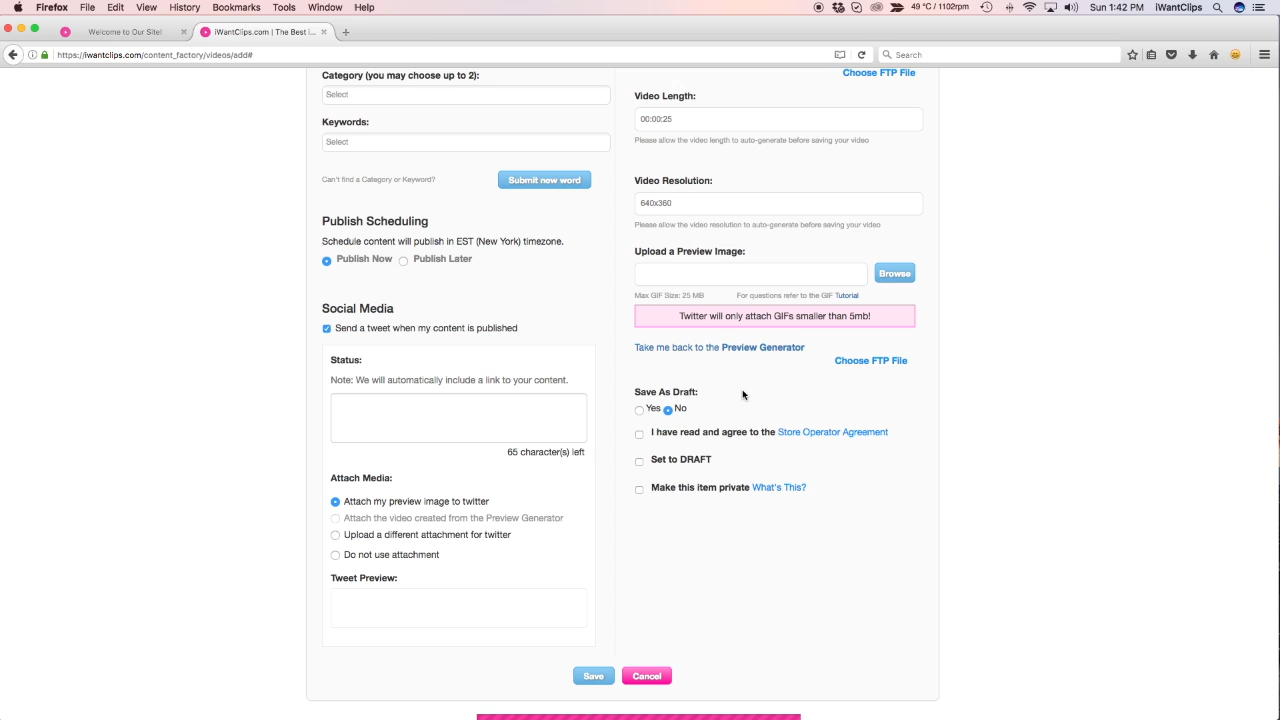 Firefox File Edit View History Bookmarks Tools Window Help
49°C / 1102rpm
Sun 1:42 PM iWantClips
Welcome to Our Site!
iWantClips.com | The Best i...
https://iwantclips.com/content_factory/videos/add#
Search
Category (you may choose up to 2):
Select
Keywords:
Select
Can't find a Category or Keyword?
Submit new word
Publish Scheduling
Schedule content will publish in EST (New York) timezone.
Publish Now Publish Later
Social Media
Send a tweet when my content is published
Status:
Note: We will automatically include a link to your content.
65 character(s) left
Attach Media:
Attach my preview image to twitter
Attach the video created from the Preview Generator
Upload a different attachment for twitter
Do not use attachment
Tweet Preview:
Choose FTP File
Video Length:
00:00:25
Please allow the video length to auto-generate before saving your video
Video Resolution:
640x360
Please allow the video resolution to auto-generate before saving your video
Upload a Preview Image:
Browse
Max GIF Size: 25 MB For questions refer to the GIF Tutorial
Twitter will only attach GIFs smaller than 5mb!
Take me back to the Preview Generator
Choose FTP File
Save As Draft:
Yes No
I have read and agree to the Store Operator Agreement
Set to DRAFT
Make this item private What's This?
Save Cancel